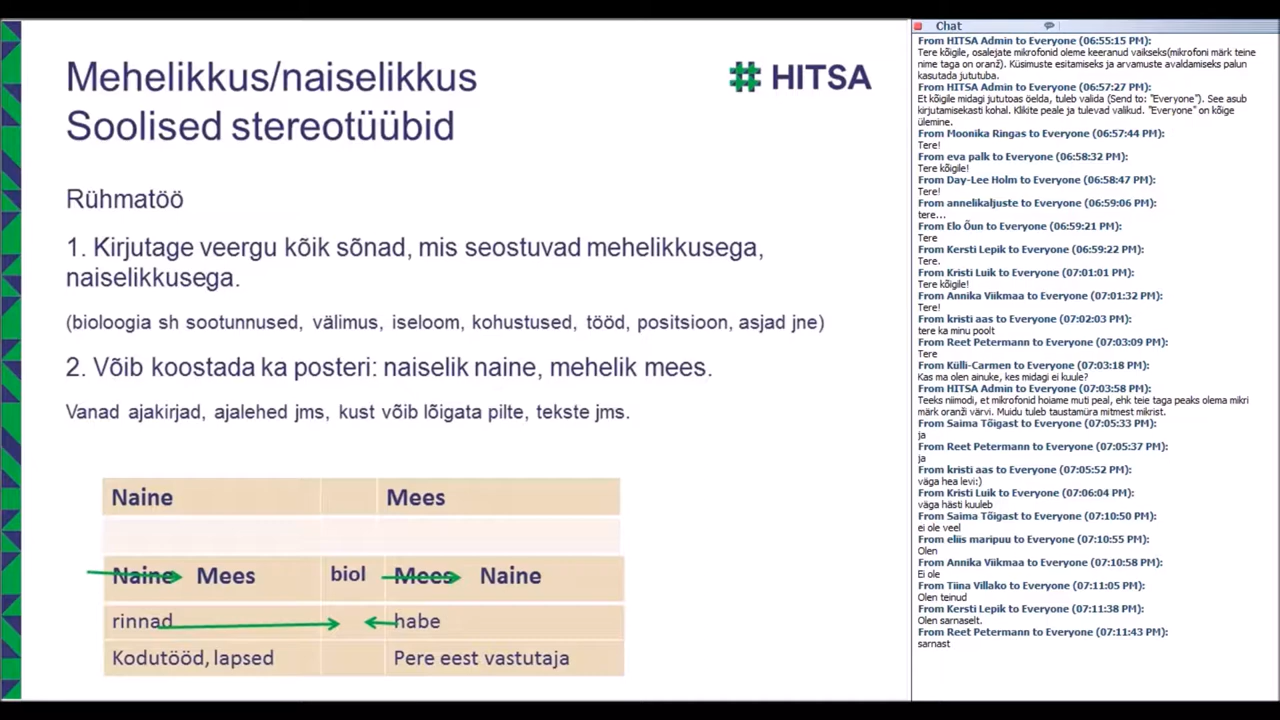 Mehelikkus/naiselikkus
Soolised stereotüübid
HITSA
Rühmatöö
1. Kirjutage veergu kõik sõnad, mis seostuvad mehelikkusega,
naiselikkusega.
(bioloogia sh sootunnused, välimus, iseloom, kohustused, tööd, positsioon, asjad jne)
2. Võib koostada ka posteri: naiselik naine, mehelik mees.
Vanad ajakirjad, ajalehed jms, kust võib lõigata pilte, tekste jms.
Naine Mees
Naine Mees biol Mees Naine
rinnad habe
Kodutööd, lapsed Pere eest vastutaja
Chat
From HITSA Admin to Everyone (06:55:15 PM):
Tere kõigile, osalejate mikrofonid oleme keeranud vaikseks(mikrofoni märk teine
nime taga on oranž). Küsimuste esitamiseks ja arvamuste avaldamiseks palun
kasutada jututuba.
From HITSA Admin to Everyone (06:57:27 PM):
Et kõigile midagi jututoas öelda, tuleb valida (Send to: "Everyone"). See asub
kirjutamisekasti kohal. Klikite peale ja tulevad valikud. "Everyone" on kõige
ülemine.
From Moonika Ringas to Everyone (06:57:44 PM):
Tere!
From eva palk to Everyone (06:58:32 PM):
Tere kõigile!
From Day-Lee Holm to Everyone (06:58:47 PM):
Tere!
From annelikaljuste to Everyone (06:59:06 PM):
tere...
From Elo Õun to Everyone (06:59:21 PM):
Tere
From Kersti Lepik to Everyone (06:59:22 PM):
Tere.
From Kristi Luik to Everyone (07:01:01 PM):
Tere kõigile!
From Annika Viikmaa to Everyone (07:01:32 PM):
Tere!
From kristi aas to Everyone (07:02:03 PM):
tere ka minu poolt
From Reet Petermann to Everyone (07:03:09 PM):
Tere
From Külli-Carmen to Everyone (07:03:18 PM):
Kas ma olen ainuke, kes midagi ei kuule?
From HITSA Admin to Everyone (07:03:58 PM):
Teeks niimodi, et mikrofonid hoiame muti peal, ehk teie taga peaks olema mikri
märk oranži värvi. Muidu tuleb taustamüra mitmest mikrist.
From Saima Tõigast to Everyone (07:05:33 PM):
ja
From Reet Petermann to Everyone (07:05:37 PM):
ja
From kristi aas to Everyone (07:05:52 PM):
väga hea levi:)
From Kristi Luik to Everyone (07:06:04 PM):
väga hästi kuuleb
From Saima Tõigast to Everyone (07:10:50 PM):
ei ole veel
From eliis maripuu to Everyone (07:10:55 PM):
Olen
From Annika Viikmaa to Everyone (07:10:58 PM):
Ei ole
From Tiina Villako to Everyone (07:11:05 PM):
Olen teinud
From Kersti Lepik to Everyone (07:11:38 PM):
Olen sarnaselt.
From Reet Petermann to Everyone (07:11:43 PM):
sarnast